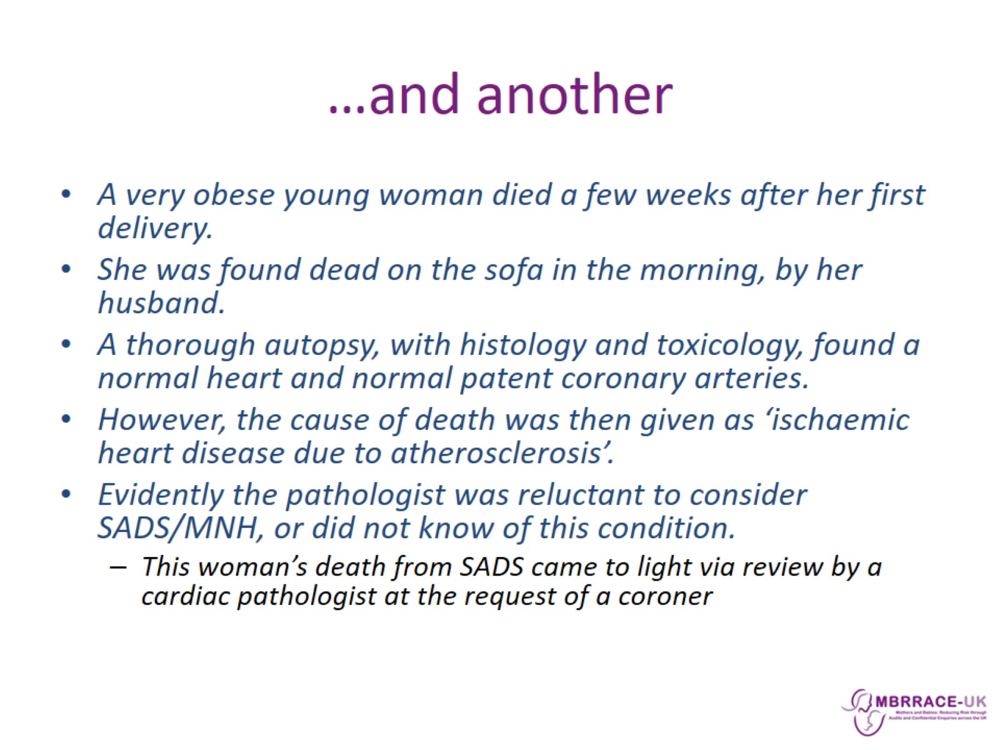 ...and another
• A very obese young woman died a few weeks after her first
delivery.
• She was found dead on the sofa in the morning, by her
husband.
• A thorough autopsy, with histology and toxicology, found a
normal heart and normal patent coronary arteries.
• However, the cause of death was then given as ‘ischaemic
heart disease due to atherosclerosis’.
• Evidently the pathologist was reluctant to consider
SADS/MNH, or did not know of this condition.
– This woman’s death from SADS came to light via review by a
cardiac pathologist at the request of a coroner
MBRRACE-UK
Mothers and Babies: Reducing Risk through
Audits and Confidential Enquiries across the UK